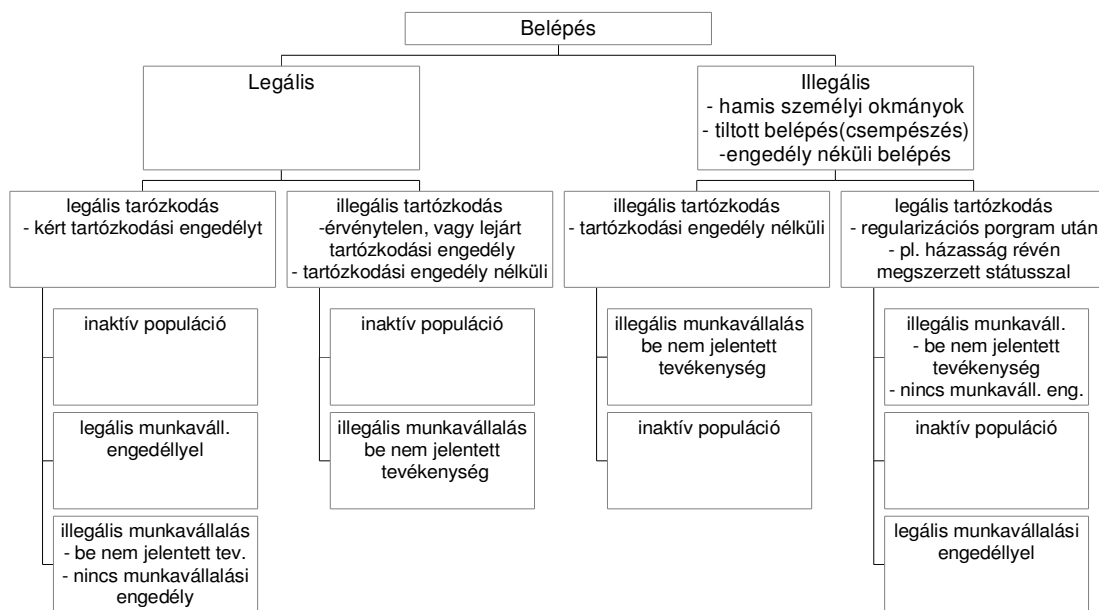 Belépés
Legális
Illegális
- hamis személyi okmányok
- tiltott belépés(csempészés)
-engedély néküli belépés
legális tarózkodás
- kért tartózkodási engedélyt
illegális tartózkodás
-érvénytelen, vagy lejárt
tartózkodási engedély
- tartózkodási engedély nélküli
illegális tartózkodás
- tartózkodási engedély nélküli
legális tartózkodás
- regularizációs porgram után
- pl. házasság révén
megszerzett státusszal
inaktív populáció
legális munkaváll.
engedéllyel
illegális munkavállalás
- be nem jelentett tev.
- nincs munkavállalási
engedély
inaktív populáció
illegális munkavállalás
be nem jelentett
tevékenység
illegális munkavállalás
be nem jelentett
tevékenység
inaktív populáció
illegális munkaváll.
- be nem jelentett
tevékenység
- nincs munkaváll. eng.
inaktív populáció
legális munkavállalási
engedéllyel